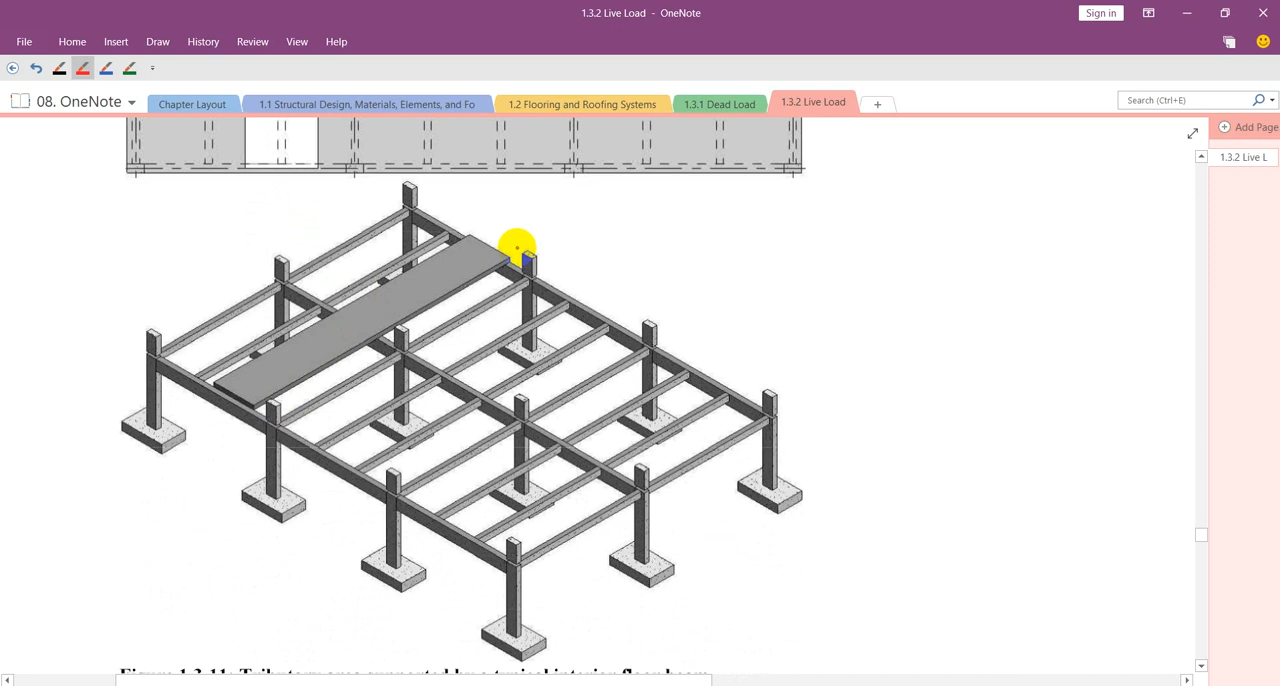 1.3.2 Live Load - OneNote
Sign in
File Home Insert Draw History Review View Help
08. OneNote
Chapter Layout
1.1 Structural Design, Materials, Elements, and Fo
1.2 Flooring and Roofing Systems
1.3.1 Dead Load
1.3.2 Live Load
Search (Ctrl+E)
Add Page
1.3.2 Live L